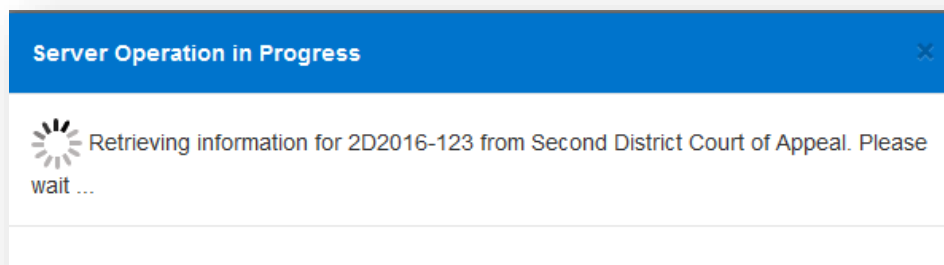 Server Operation in Progress
×
Retrieving information for 2D2016-123 from Second District Court of Appeal. Please
wait ...